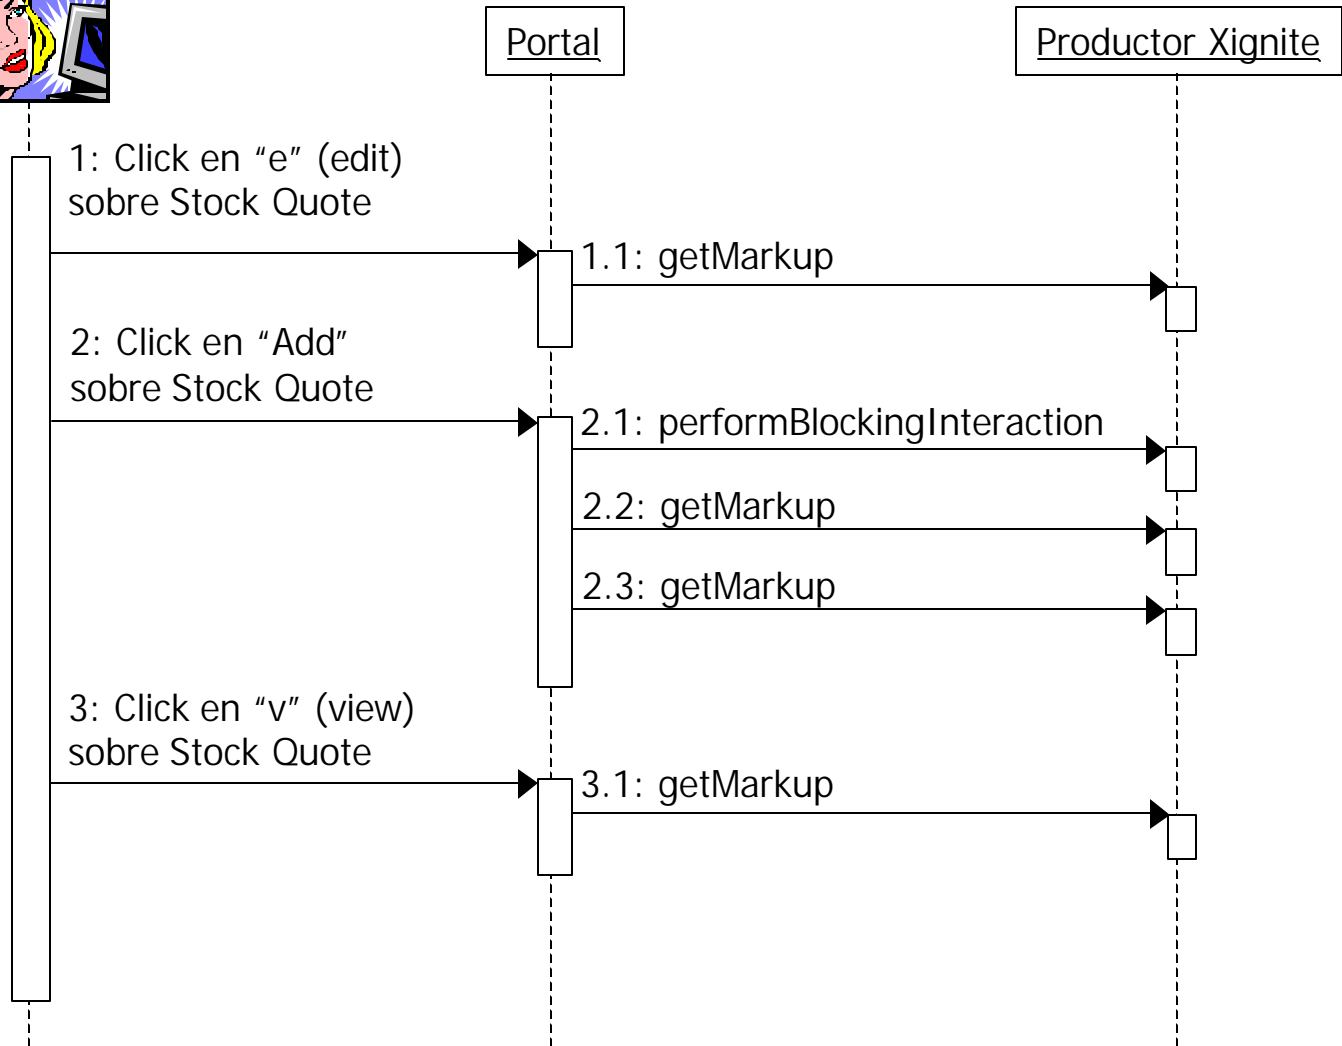 Portal
Productor Xignite
1: Click en “e” (edit)
sobre Stock Quote
1.1: getMarkup
2: Click en “Add”
sobre Stock Quote
2.1: performBlockingInteraction
2.2: getMarkup
2.3: getMarkup
3: Click en “v” (view)
sobre Stock Quote
3.1: getMarkup